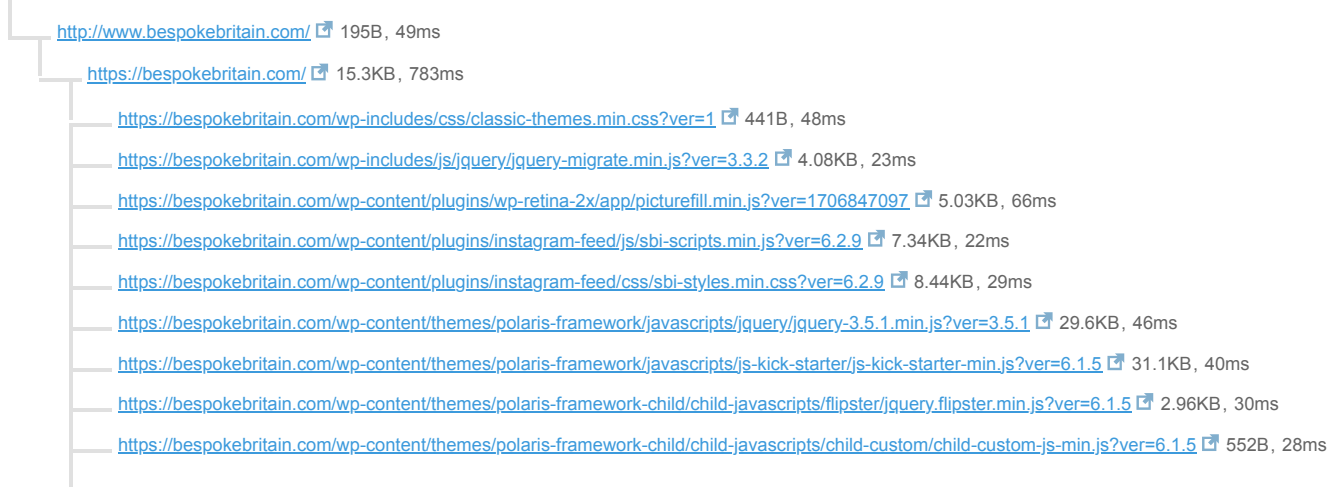 http://www.bespokebritain.com/ 195B, 49ms
https://bespokebritain.com/ 15.3KB, 783ms
https://bespokebritain.com/wp-includes/css/classic-themes.min.css?ver=1 441B, 48ms
https://bespokebritain.com/wp-includes/js/jquery/jquery-migrate.min.js?ver=3.3.2 4.08KB, 23ms
https://bespokebritain.com/wp-content/plugins/wp-retina-2x/app/picturefill.min.js?ver=1706847097 5.03KB, 66ms
https://bespokebritain.com/wp-content/plugins/instagram-feed/js/sbi-scripts.min.js?ver=6.2.9 7.34KB, 22ms
https://bespokebritain.com/wp-content/plugins/instagram-feed/css/sbi-styles.min.css?ver=6.2.9 8.44KB, 29ms
https://bespokebritain.com/wp-content/themes/polaris-framework/javascripts/jquery/jquery-3.5.1.min.js?ver=3.5.1 29.6KB, 46ms
https://bespokebritain.com/wp-content/themes/polaris-framework/javascripts/js-kick-starter/js-kick-starter-min.js?ver=6.1.5 31.1KB, 40ms
https://bespokebritain.com/wp-content/themes/polaris-framework-child/child-javascripts/flipster/jquery.flipster.min.js?ver=6.1.5 2.96KB, 30ms
https://bespokebritain.com/wp-content/themes/polaris-framework-child/child-javascripts/child-custom/child-custom-js-min.js?ver=6.1.5 552B, 28ms